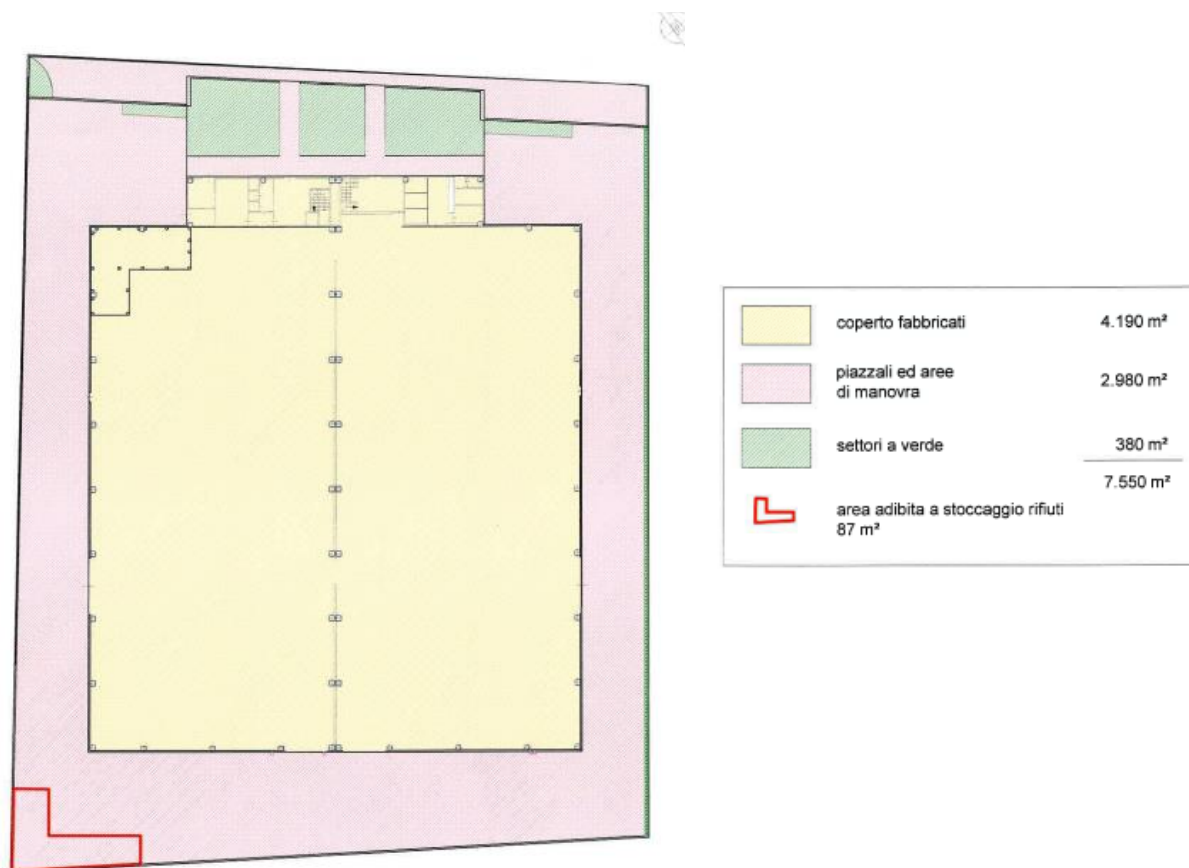 coperto fabbricati 4.190 m²
piazzali ed aree
di manovra 2.980 m²
settori a verde 380 m²
7.550 m²
area adibita a stoccaggio rifiuti
87 m²